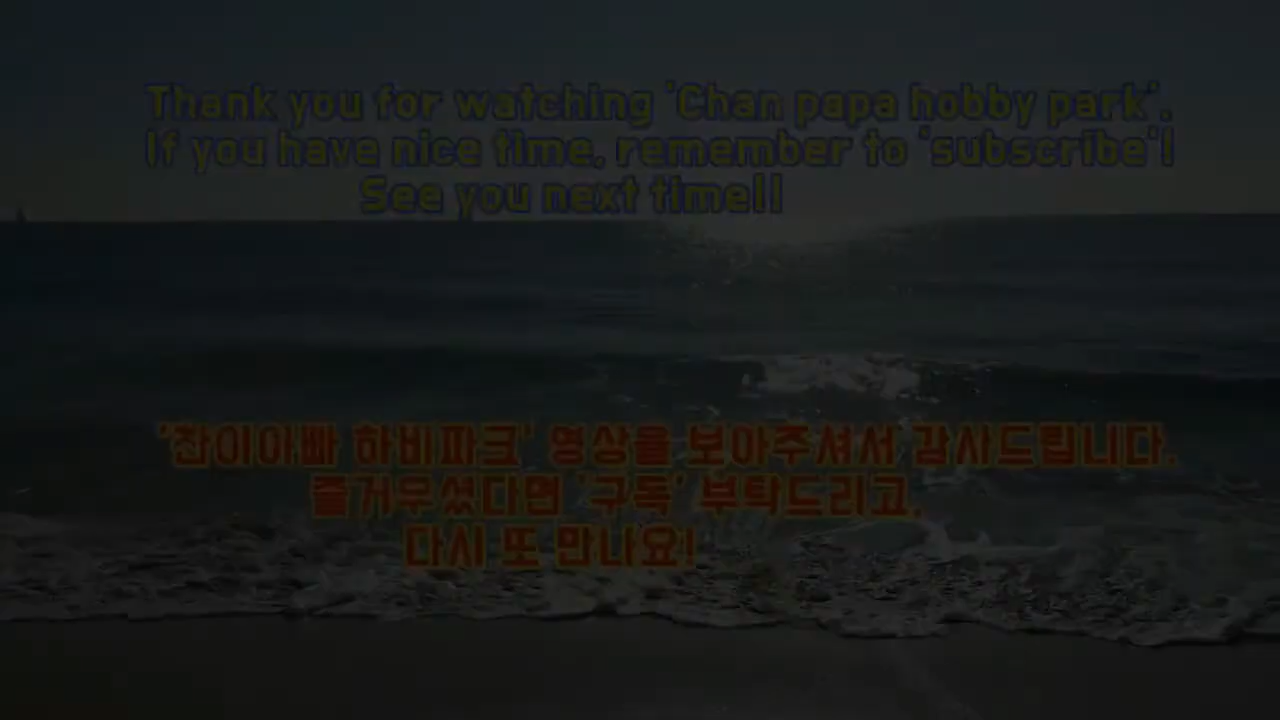 Thank you for watching 'Chan papa hobby park'.
If you have nice time, remember to 'subscribe'!
See you next time!!
'찬이아빠 하비파크' 영상을 보아주셔서 감사드립니다.
즐거우셨다면 '구독' 부탁드리고,
다시 또 만나요!